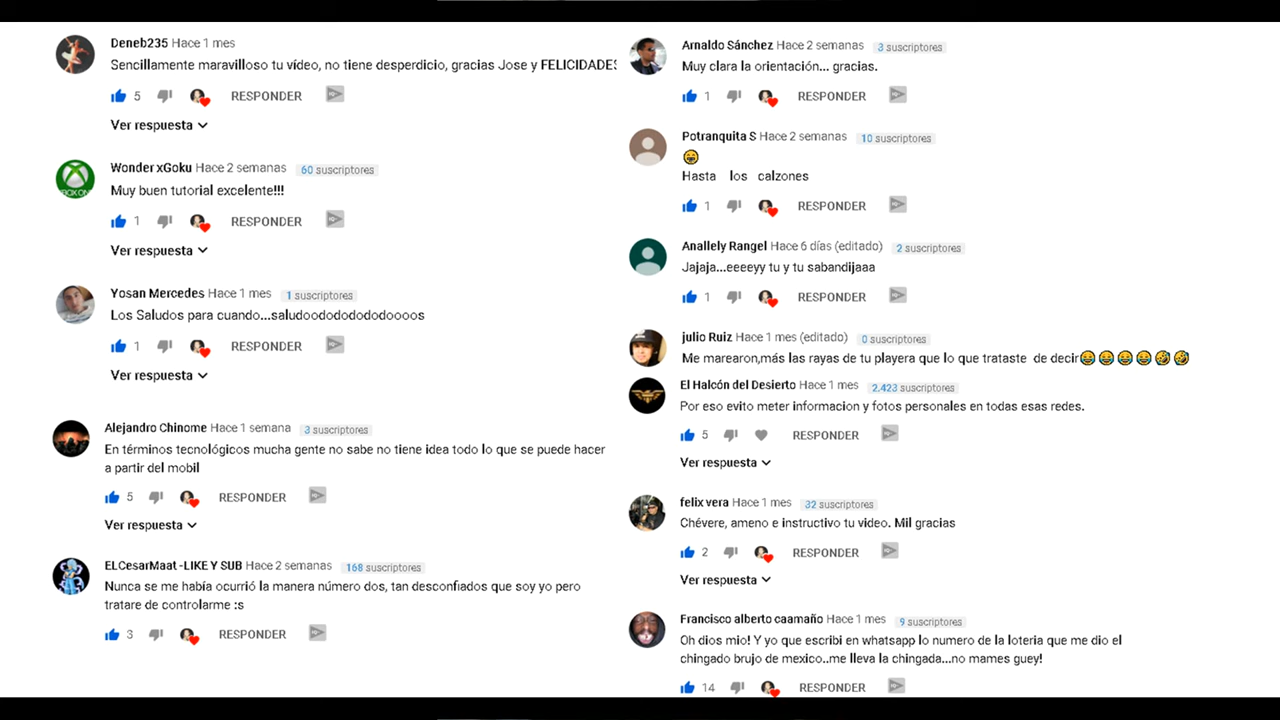 Deneb235 Hace 1 mes
Sencillamente maravilloso tu vídeo, no tiene desperdicio, gracias Jose y FELICIDADES
5 RESPONDER
Ver respuesta
Wonder xGoku Hace 2 semanas 60 suscriptores
Muy buen tutorial excelente!!!
1 RESPONDER
Ver respuesta
Yosan Mercedes Hace 1 mes 1 suscriptores
Los Saludos para cuando...saludoododododoDoooos
1 RESPONDER
Ver respuesta
Alejandro Chinome Hace 1 semana 3 suscriptores
En términos tecnológicos mucha gente no sabe no tiene idea todo lo que se puede hacer
a partir del mobil
5 RESPONDER
Ver respuesta
ELCesarMaat -LIKE Y SUB Hace 2 semanas 168 suscriptores
Nunca se me había ocurrió la manera número dos, tan desconfiados que soy yo pero
tratare de controlarme :s
3 RESPONDER
Arnaldo Sánchez Hace 2 semanas 3 suscriptores
Muy clara la orientación... gracias.
1 RESPONDER
Potranquita S Hace 2 semanas 10 suscriptores
😁
Hasta los calzones
1 RESPONDER
Anallely Rangel Hace 6 días (editado) 2 suscriptores
Jajaja...eeeeyy tu y tu sabandijaaa
1 RESPONDER
julio Ruiz Hace 1 mes (editado) 0 suscriptores
Me marearon,más las rayas de tu playera que lo que trataste de decir😂😂😂😂🤣🤣
El Halcón del Desierto Hace 1 mes 2.423 suscriptores
Por eso evito meter informacion y fotos personales en todas esas redes.
5 RESPONDER
Ver respuesta
felix vera Hace 1 mes 32 suscriptores
Chévere, ameno e instructivo tu video. Mil gracias
2 RESPONDER
Ver respuesta
Francisco alberto caamaño Hace 1 mes 9 suscriptores
Oh dios mio! Y yo que escribi en whatsapp lo numero de la loteria que me dio el
chingado brujo de mexico..me lleva la chingada...no mames guey!
14 RESPONDER